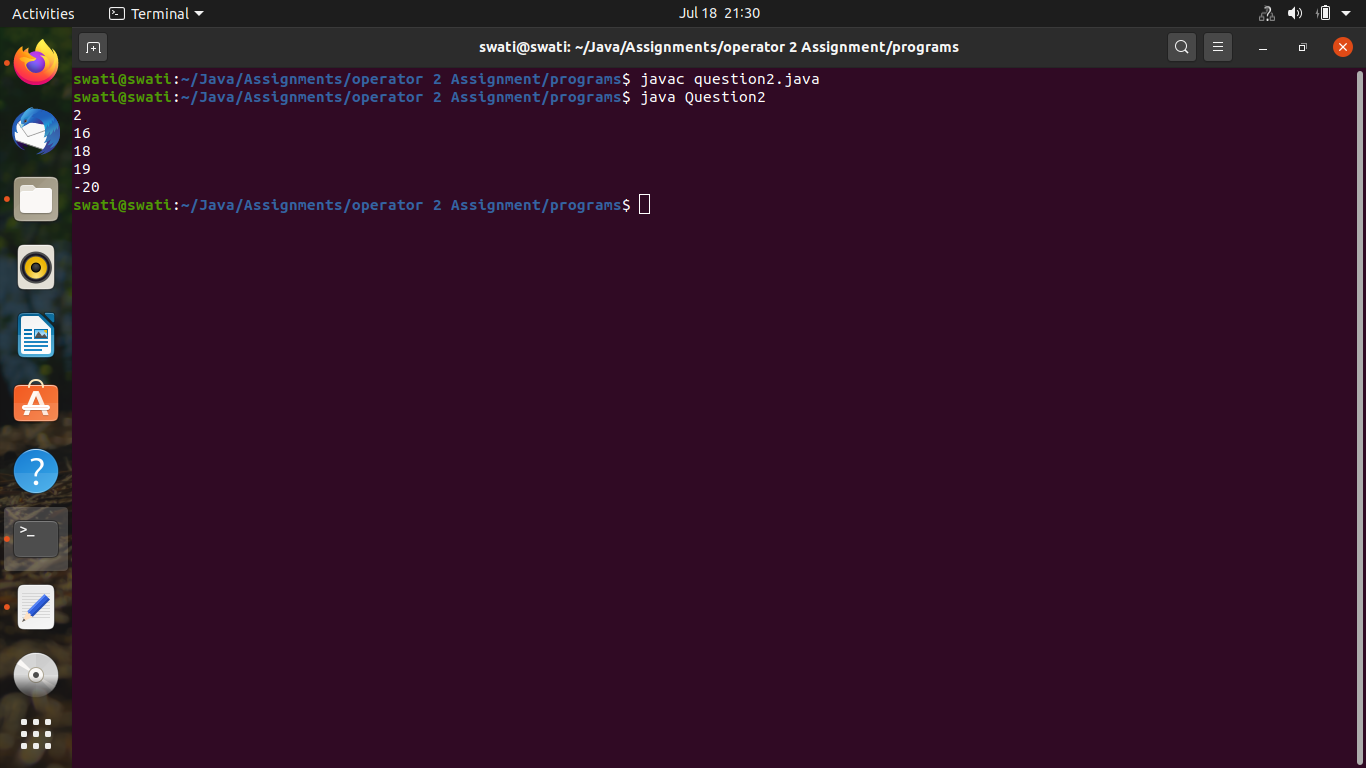 Activities
Terminal
Jul 18 21:30
swati@swati: ~/Java/Assignments/operator 2 Assignment/programs
swati@swati:~/Java/Assignments/operator 2 Assignment/programs$ javac question2.java
swati@swati:~/Java/Assignments/operator 2 Assignment/programs$ java Question2
2
16
18
19
-20
swati@swati:~/Java/Assignments/operator 2 Assignment/programs$